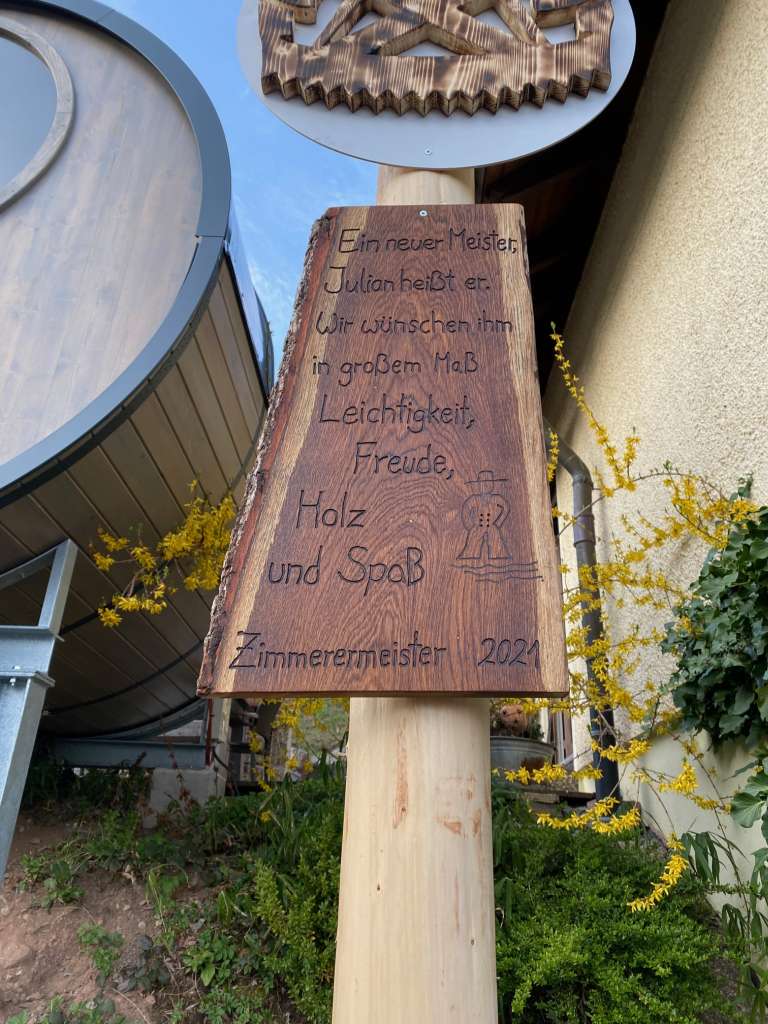 Ein neuer Meister,
Julian heißt er.
Wir wünschen ihm
in großem Maß
Leichtigkeit,
Freude,
Holz
und Spaß
Zimmerermeister 2021